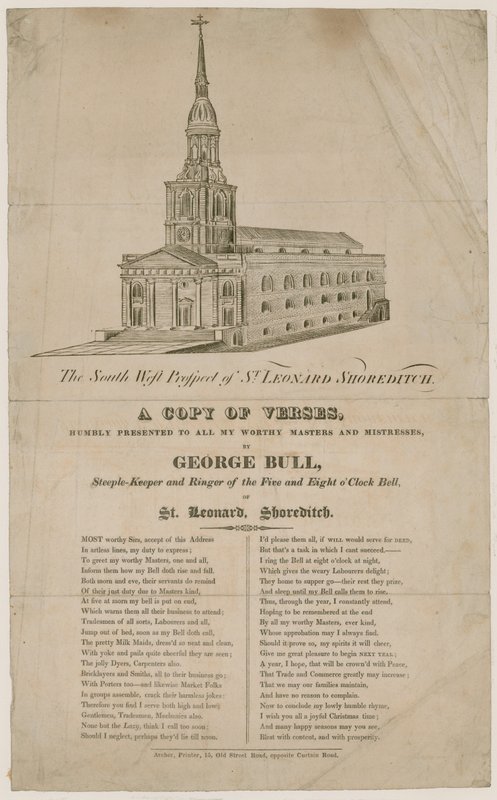 The South West Prospect of St. LEONARD SHOREDITCH.
A COPY OF VERSES,
HUMBLY PRESENTED TO ALL MY WORTHY MASTERS AND MISTRESSES,
BY
GEORGE BULL,
Steeple-Keeper and Ringer of the Five and Eight o'Clock Bell,
OF
St. Leonard, Shoreditch.
MOST worthy Sirs, accept of this Address
In artless lines, my duty to express;
To greet my worthy Masters, one and all,
Inform them how my Bell doth rise and fall.
Both morn and eve, their servants do remind
Of their just duty due to Masters kind,
At five at morn my bell is put on end,
Which warns them all their business to attend;
Tradesmen of all sorts, Labourers and all,
Jump out of bed, soon as my Bell doth call,
The pretty Milk Maids, dress'd so neat and clean,
With yoke and pails quite cheerful they are seen;
The jolly Dyers, Carpenters also.
Bricklayers and Smiths, all to their business go;
With Porters too—and likewise Market Folks
In groups assemble, crack their harmless jokes:
Therefore you find I serve both high and low;
Gentlemen, Tradesmen, Mechanics also.
None but the Lazy, think I call too soon;
Should I neglect, perhaps they'd lie till noon.
I'd please them all, if WILL would serve for DEED,
But that's a task in which I cant succeed.——
I ring the Bell at eight o'clock at night,
Which gives the weary Labourers delight;
They home to supper go—their rest they prize,
And sleep until my Bell calls them to rise.
Thus, through the year, I constantly attend,
Hoping to be remembered at the end
By all my worthy Masters, ever kind,
Whose approbation may I always find.
Should it prove so, my spirits it will cheer,
Give me great pleasure to begin NEXT YEAR;
A year, I hope, that will be crown'd with Peace,
That Trade and Commerce greatly may increase;
That we may our families maintain,
And have no reason to complain.
Now to conclude my lowly humble rhyme,
I wish you all a joyful Christmas time;
And many happy seasons may you see,
Blest with content, and with prosperity.
Archer, Printer, 15, Old Street Road, opposite Curtain Road.